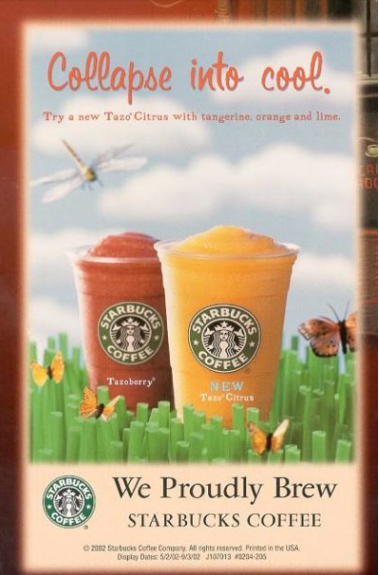 Collapse into cool.
Try a new Tazo® Citrus with tangerine, orange and lime.
STARBUCKS COFFEE
STARBUCKS COFFEE
Tazoberry®
NEW
Tazo® Citrus
STARBUCKS COFFEE
We Proudly Brew
STARBUCKS COFFEE
© 2002 Starbucks Coffee Company. All rights reserved. Printed in the USA.
Display Dates: 5/2/02-9/3/02 J107013 #0204-205